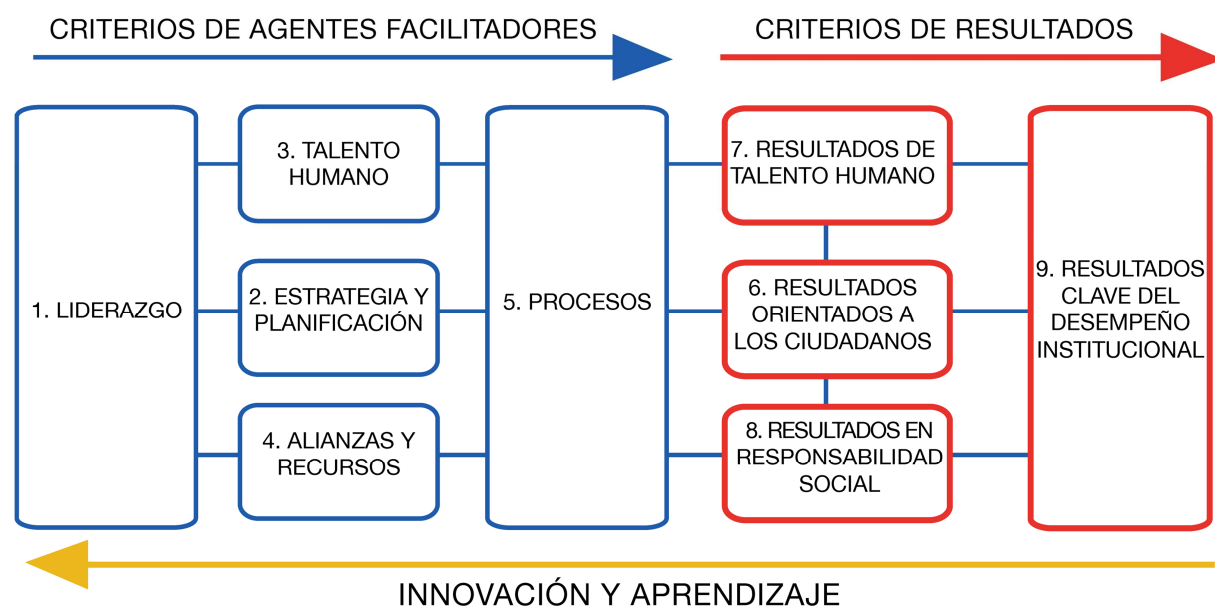 CRITERIOS DE AGENTES FACILITADORES
CRITERIOS DE RESULTADOS
1. LIDERAZGO
3. TALENTO
HUMANO
2. ESTRATEGIA Y
PLANIFICACIÓN
4. ALIANZAS Y
RECURSOS
5. PROCESOS
7. RESULTADOS DE
TALENTO HUMANO
6. RESULTADOS
ORIENTADOS A
LOS CIUDADANOS
8. RESULTADOS EN
RESPONSABILIDAD
SOCIAL
9. RESULTADOS
CLAVE DEL
DESEMPEÑO
INSTITUCIONAL
INNOVACIÓN Y APRENDIZAJE